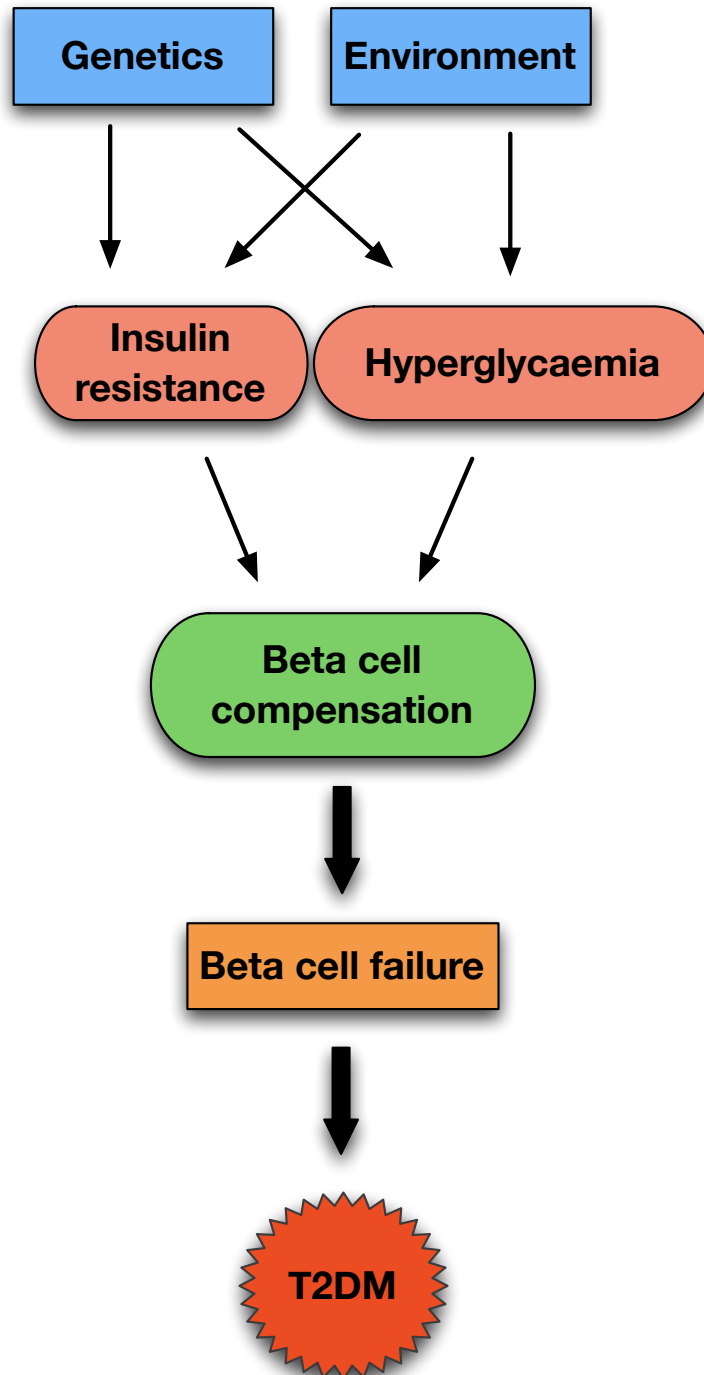 Genetics
Environment
Insulin
resistance
Hyperglycaemia
Beta cell
compensation
Beta cell failure
T2DM